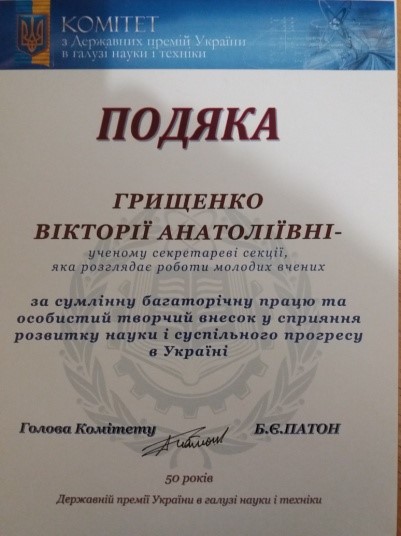 КОМІТЕТ
з Державних премій України
в галузі науки і техніки
ПОДЯКА
ГРИЩЕНКО
ВІКТОРІЇ АНАТОЛІЇВНІ-
ученому секретареві секції,
яка розглядає роботи молодих вчених
за сумлінну багаторічну працю та
особистий творчий внесок у сприяння
розвитку науки і суспільного прогресу
в Україні
Голова Комітету Б.Є.ПАТОН
50 років
Державній премії України в галузі науки і техніки